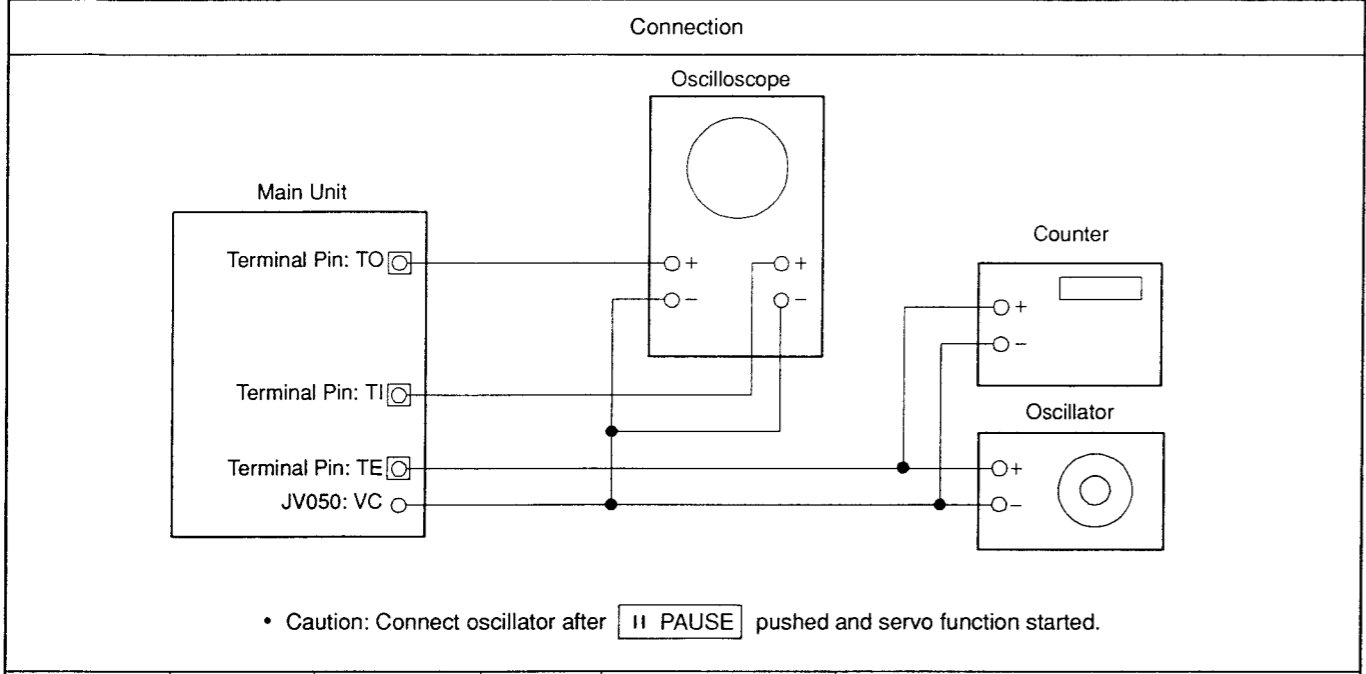 Connection
Oscilloscope
Main Unit
Terminal Pin: TO
+ +
− −
Counter
+
−
Terminal Pin: TI
Oscillator
Terminal Pin: TE
+
JV050: VC
−
• Caution: Connect oscillator after II PAUSE pushed and servo function started.